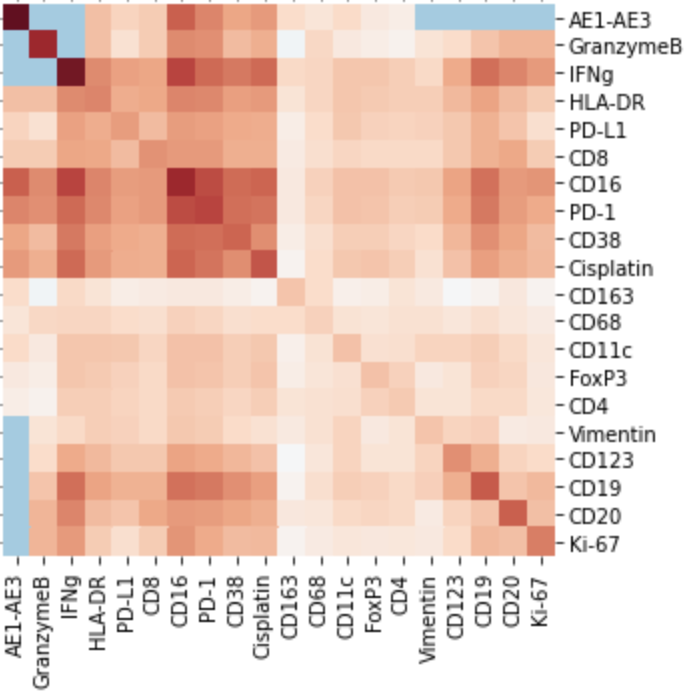 AE1-AE3
GranzymeB
IFNg
HLA-DR
PD-L1
CD8
CD16
PD-1
CD38
Cisplatin
CD163
CD68
CD11c
FoxP3
CD4
Vimentin
CD123
CD19
CD20
Ki-67
AE1-AE3
GranzymeB
IFNg
HLA-DR
PD-L1
CD8
CD16
PD-1
CD38
Cisplatin
CD163
CD68
CD11c
FoxP3
CD4
Vimentin
CD123
CD19
CD20
Ki-67